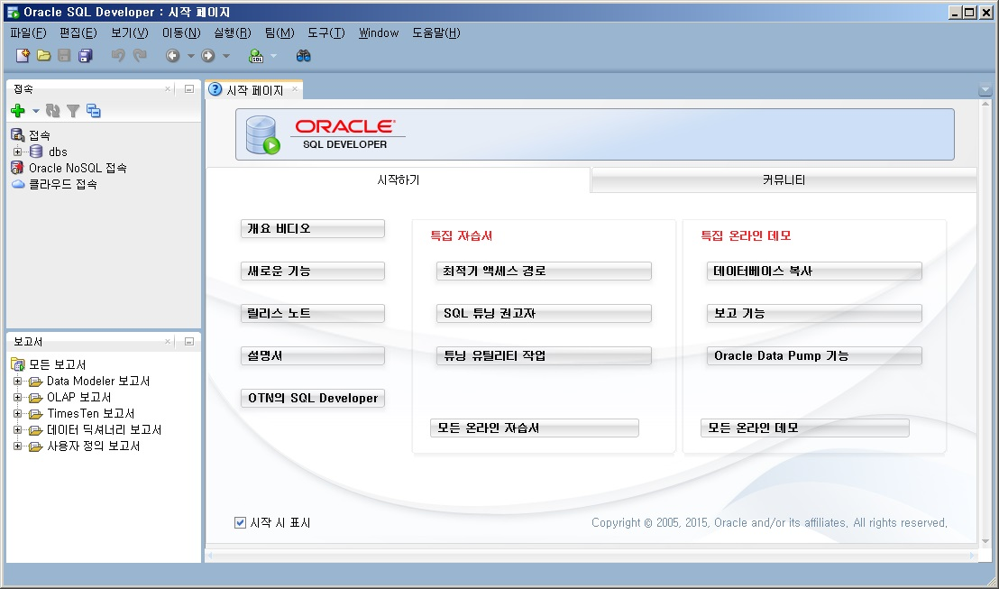 Oracle SQL Developer : 시작 페이지
파일(F) 편집(E) 보기(V) 이동(N) 실행(R) 팀(M) 도구(T) Window 도움말(H)
SQL
접속
접속
dbs
Oracle NoSQL 접속
클라우드 접속
보고서
모든 보고서
Data Modeler 보고서
OLAP 보고서
TimesTen 보고서
데이터 딕셔너리 보고서
사용자 정의 보고서
시작 페이지
ORACLE
SQL DEVELOPER
시작하기 커뮤니티
개요 비디오
새로운 기능
릴리스 노트
설명서
OTN의 SQL Developer
특집 자습서
최적기 액세스 경로
SQL 튜닝 권고자
튜닝 유틸리티 작업
모든 온라인 자습서
특집 온라인 데모
데이터베이스 복사
보고 기능
Oracle Data Pump 기능
모든 온라인 데모
시작 시 표시
Copyright © 2005, 2015, Oracle and/or its affiliates. All rights reserved.